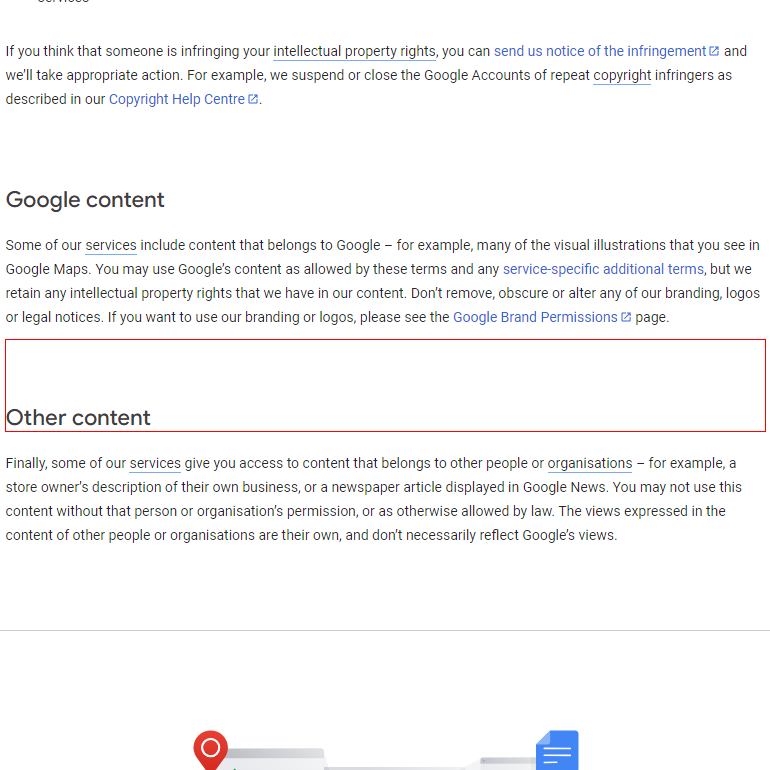 services
If you think that someone is infringing your intellectual property rights, you can send us notice of the infringement and
we'll take appropriate action. For example, we suspend or close the Google Accounts of repeat copyright infringers as
described in our Copyright Help Centre.
Google content
Some of our services include content that belongs to Google – for example, many of the visual illustrations that you see in
Google Maps. You may use Google's content as allowed by these terms and any service-specific additional terms, but we
retain any intellectual property rights that we have in our content. Don't remove, obscure or alter any of our branding, logos
or legal notices. If you want to use our branding or logos, please see the Google Brand Permissions page.
Other content
Finally, some of our services give you access to content that belongs to other people or organisations – for example, a
store owner's description of their own business, or a newspaper article displayed in Google News. You may not use this
content without that person or organisation's permission, or as otherwise allowed by law. The views expressed in the
content of other people or organisations are their own, and don't necessarily reflect Google's views.